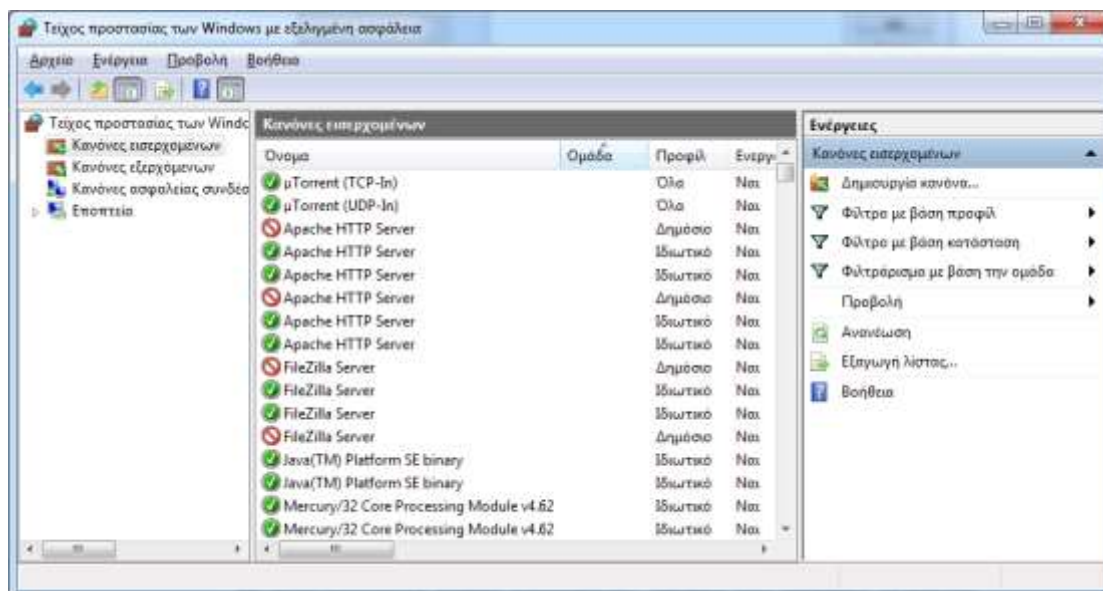 Τείχος προστασίας των Windows με εξελιγμένη ασφάλεια
Αρχείο Ενέργεια Προβολή Βοήθεια
Τείχος προστασίας των Windc
Κανόνες εισερχομένων
Κανόνες εξερχόμενων
Κανόνες ασφαλείας συνδέσ
Εποπτεία
Κανόνες εισερχομένων
Όνομα Ομάδα Προφίλ Ενεργ
µTorrent (TCP-In) Όλα Ναι
µTorrent (UDP-In) Όλα Ναι
Apache HTTP Server Δημόσιο Ναι
Apache HTTP Server Ιδιωτικό Ναι
Apache HTTP Server Ιδιωτικό Ναι
Apache HTTP Server Δημόσιο Ναι
Apache HTTP Server Ιδιωτικό Ναι
Apache HTTP Server Ιδιωτικό Ναι
FileZilla Server Δημόσιο Ναι
FileZilla Server Ιδιωτικό Ναι
FileZilla Server Ιδιωτικό Ναι
FileZilla Server Δημόσιο Ναι
Java(TM) Platform SE binary Ιδιωτικό Ναι
Java(TM) Platform SE binary Ιδιωτικό Ναι
Mercury/32 Core Processing Module v4.62 Ιδιωτικό Ναι
Mercury/32 Core Processing Module v4.62 Ιδιωτικό Ναι
Ενέργειες
Κανόνες εισερχομένων
Δημιουργία κανόνα...
Φίλτρο με βάση προφίλ
Φίλτρο με βάση κατάσταση
Φιλτράρισμα με βάση την ομάδα
Προβολή
Ανανέωση
Εξαγωγή λίστας...
Βοήθεια